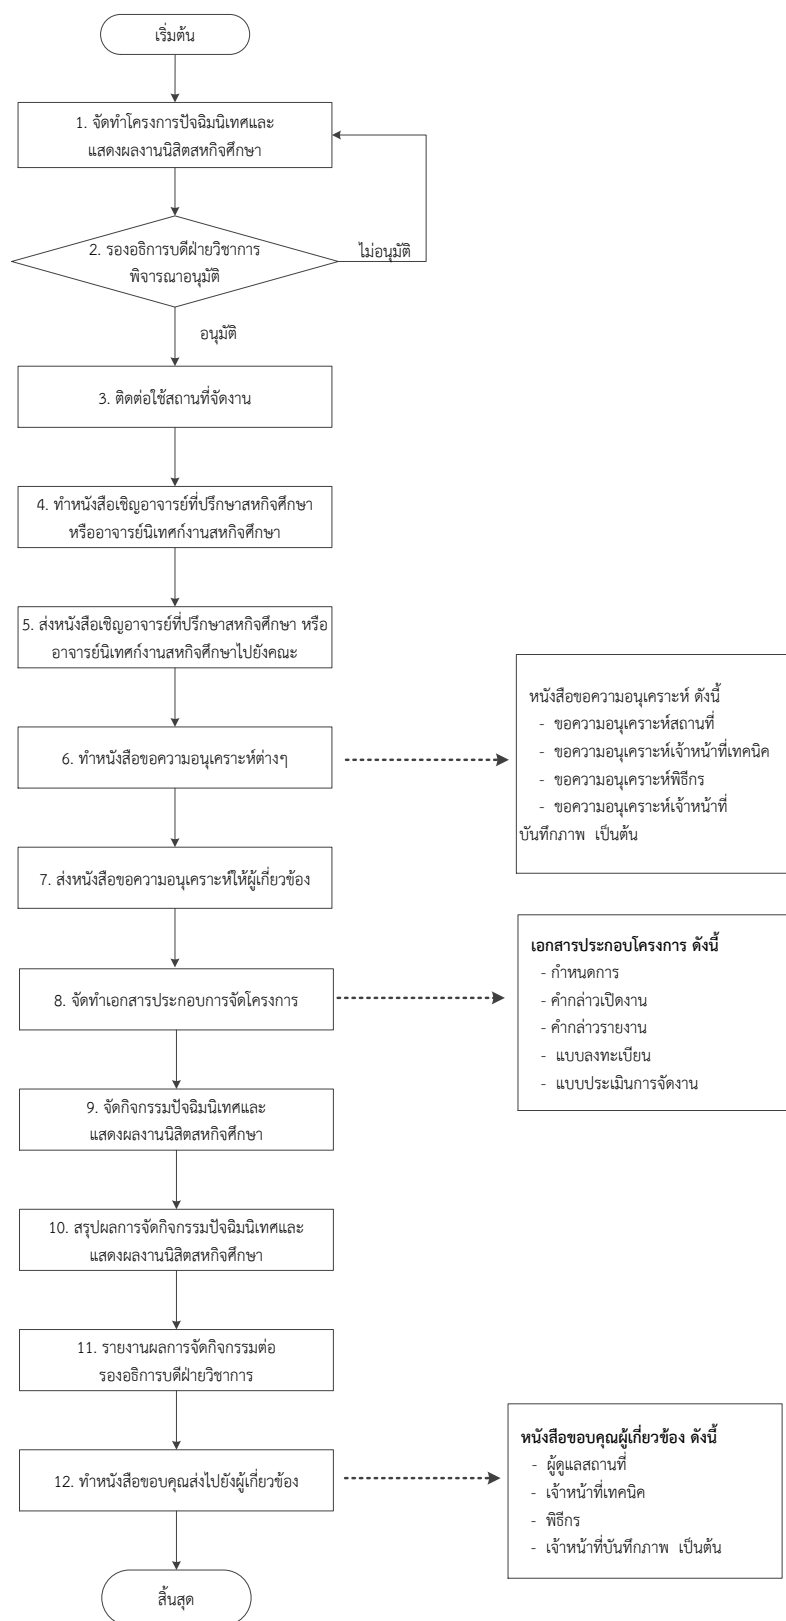 เริ่มต้น
1. จัดทำโครงการปัจฉิมนิเทศและ
แสดงผลงานนิสิตสหกิจศึกษา
2. รองอธิการบดีฝ่ายวิชาการ
พิจารณาอนุมัติ
ไม่อนุมัติ
อนุมัติ
3. ติดต่อใช้สถานที่จัดงาน
4. ทำหนังสือเชิญอาจารย์ที่ปรึกษาสหกิจศึกษา
หรืออาจารย์นิเทศก์งานสหกิจศึกษา
5. ส่งหนังสือเชิญอาจารย์ที่ปรึกษาสหกิจศึกษา หรือ
อาจารย์นิเทศก์งานสหกิจศึกษาไปยังคณะ
6. ทำหนังสือขอความอนุเคราะห์ต่างๆ
หนังสือขอความอนุเคราะห์ ดังนี้
- ขอความอนุเคราะห์สถานที่
- ขอความอนุเคราะห์เจ้าหน้าที่เทคนิค
- ขอความอนุเคราะห์พิธีกร
- ขอความอนุเคราะห์เจ้าหน้าที่
บันทึกภาพ เป็นต้น
7. ส่งหนังสือขอความอนุเคราะห์ให้ผู้เกี่ยวข้อง
8. จัดทำเอกสารประกอบการจัดโครงการ
เอกสารประกอบโครงการ ดังนี้
- กำหนดการ
- คำกล่าวเปิดงาน
- คำกล่าวรายงาน
- แบบลงทะเบียน
- แบบประเมินการจัดงาน
9. จัดกิจกรรมปัจฉิมนิเทศและ
แสดงผลงานนิสิตสหกิจศึกษา
10. สรุปผลการจัดกิจกรรมปัจฉิมนิเทศและ
แสดงผลงานนิสิตสหกิจศึกษา
11. รายงานผลการจัดกิจกรรมต่อ
รองอธิการบดีฝ่ายวิชาการ
12. ทำหนังสือขอบคุณส่งไปยังผู้เกี่ยวข้อง
หนังสือขอบคุณผู้เกี่ยวข้อง ดังนี้
- ผู้ดูแลสถานที่
- เจ้าหน้าที่เทคนิค
- พิธีกร
- เจ้าหน้าที่บันทึกภาพ เป็นต้น
สิ้นสุด